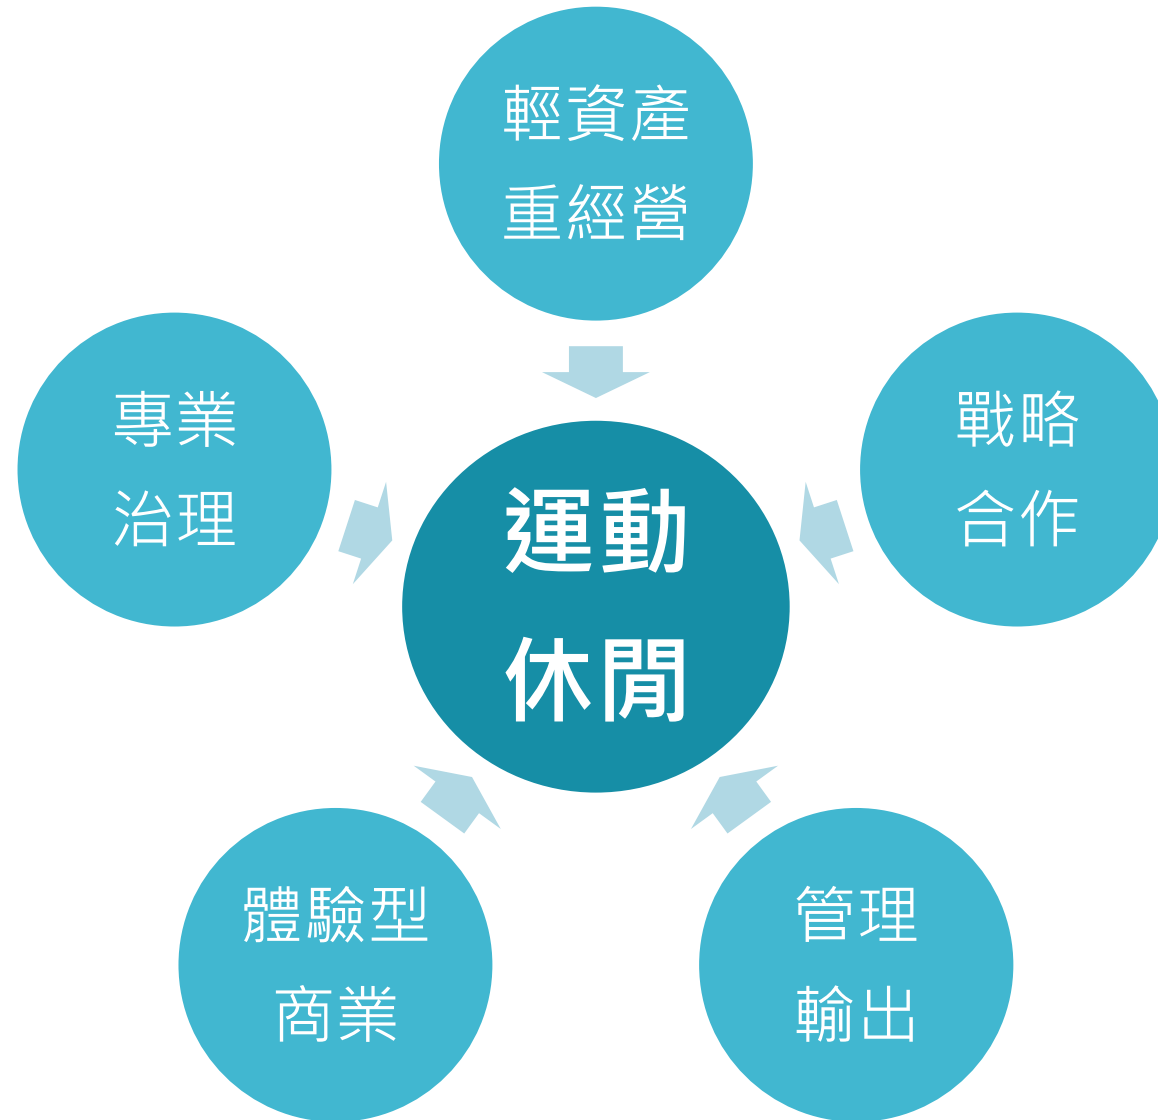 輕資產
重經營
專業
治理
戰略
合作
運動
休閒
體驗型
商業
管理
輸出